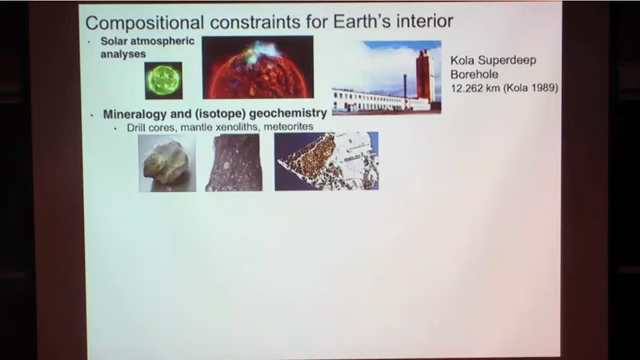 Compositional constraints for Earth's interior
Solar atmospheric
analyses
Kola Superdeep
Borehole
12.262 km (Kola 1989)
Mineralogy and (isotope) geochemistry
Drill cores, mantle xenoliths, meteorites